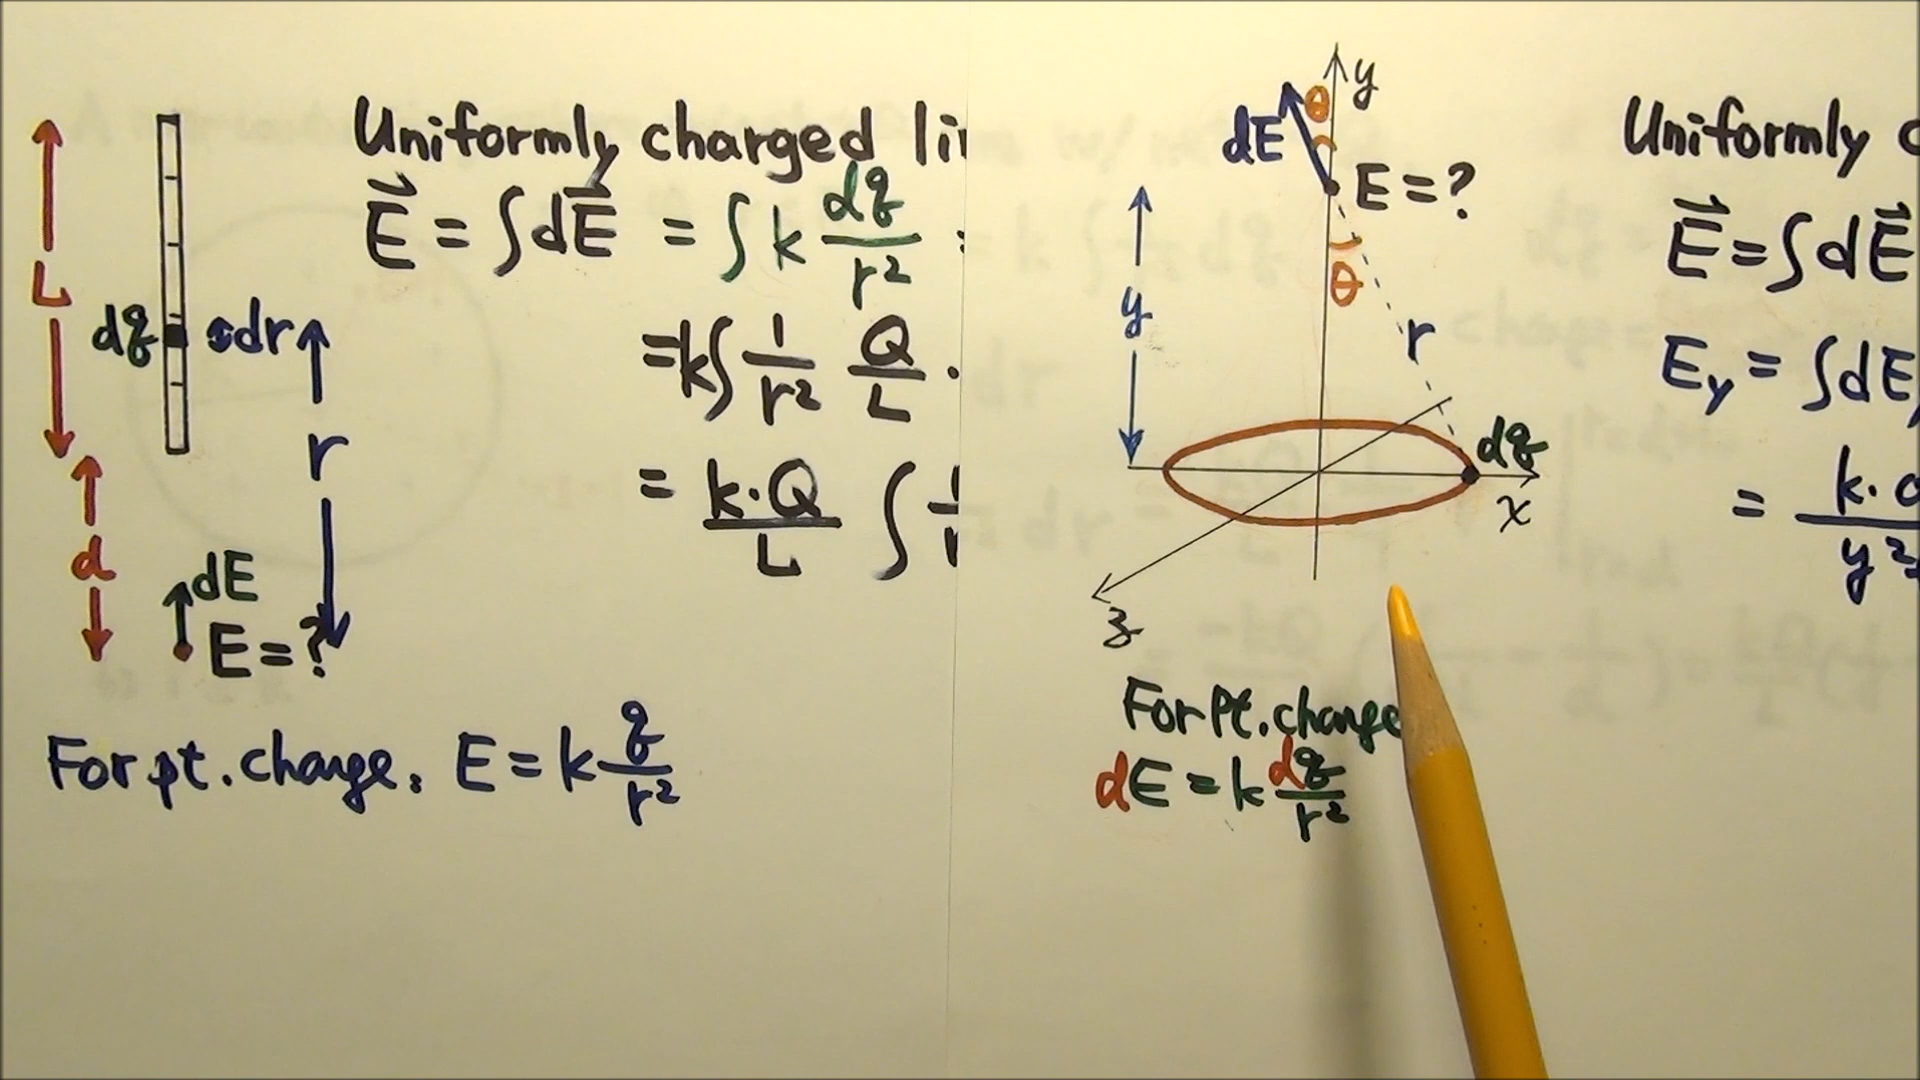 Uniformly charged li
E⃗ = ∫dE⃗ = ∫k dq/r² =
= k∫ 1/r² Q/L ·
= k·Q/L ∫ 1/r
L
dq
dr
r
d
dE
E = ?
For pt. charge: E = k q/r²
y
θ
dE
E = ?
θ
y
r
dq
x
z
For Pt. charge
dE = k dq/r²
Uniformly c
E⃗ = ∫dE⃗
Ey = ∫dE
= k·
y²